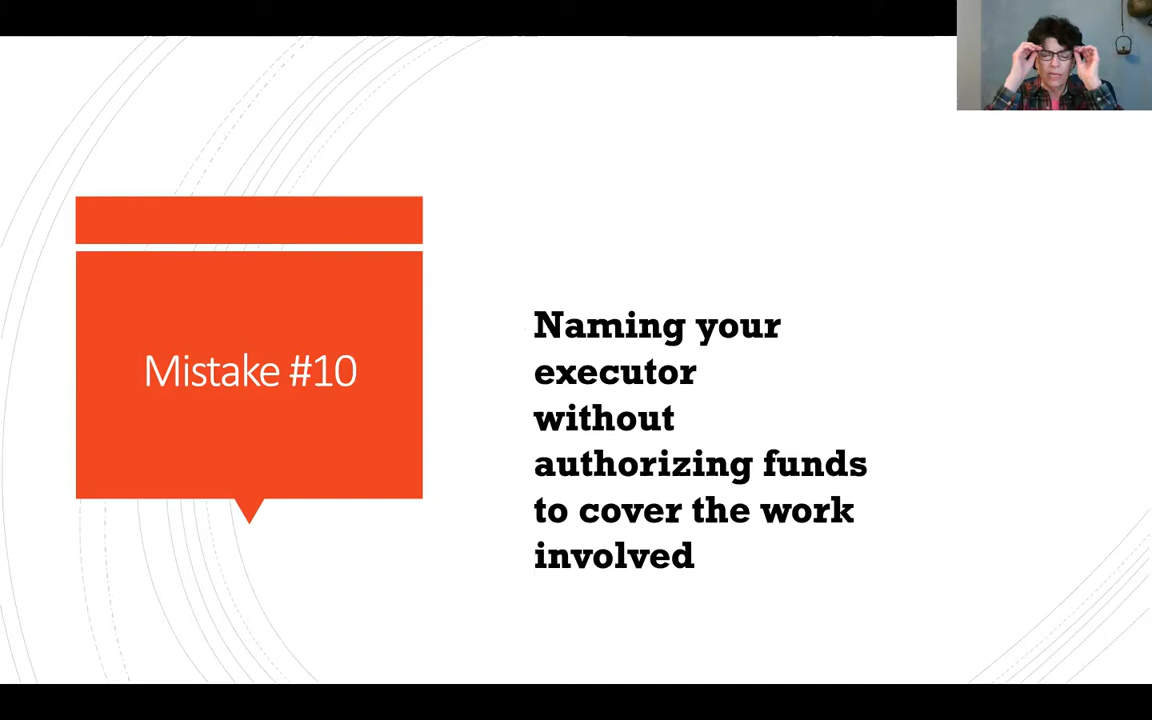 Mistake #10
Naming your
executor
without
authorizing funds
to cover the work
involved